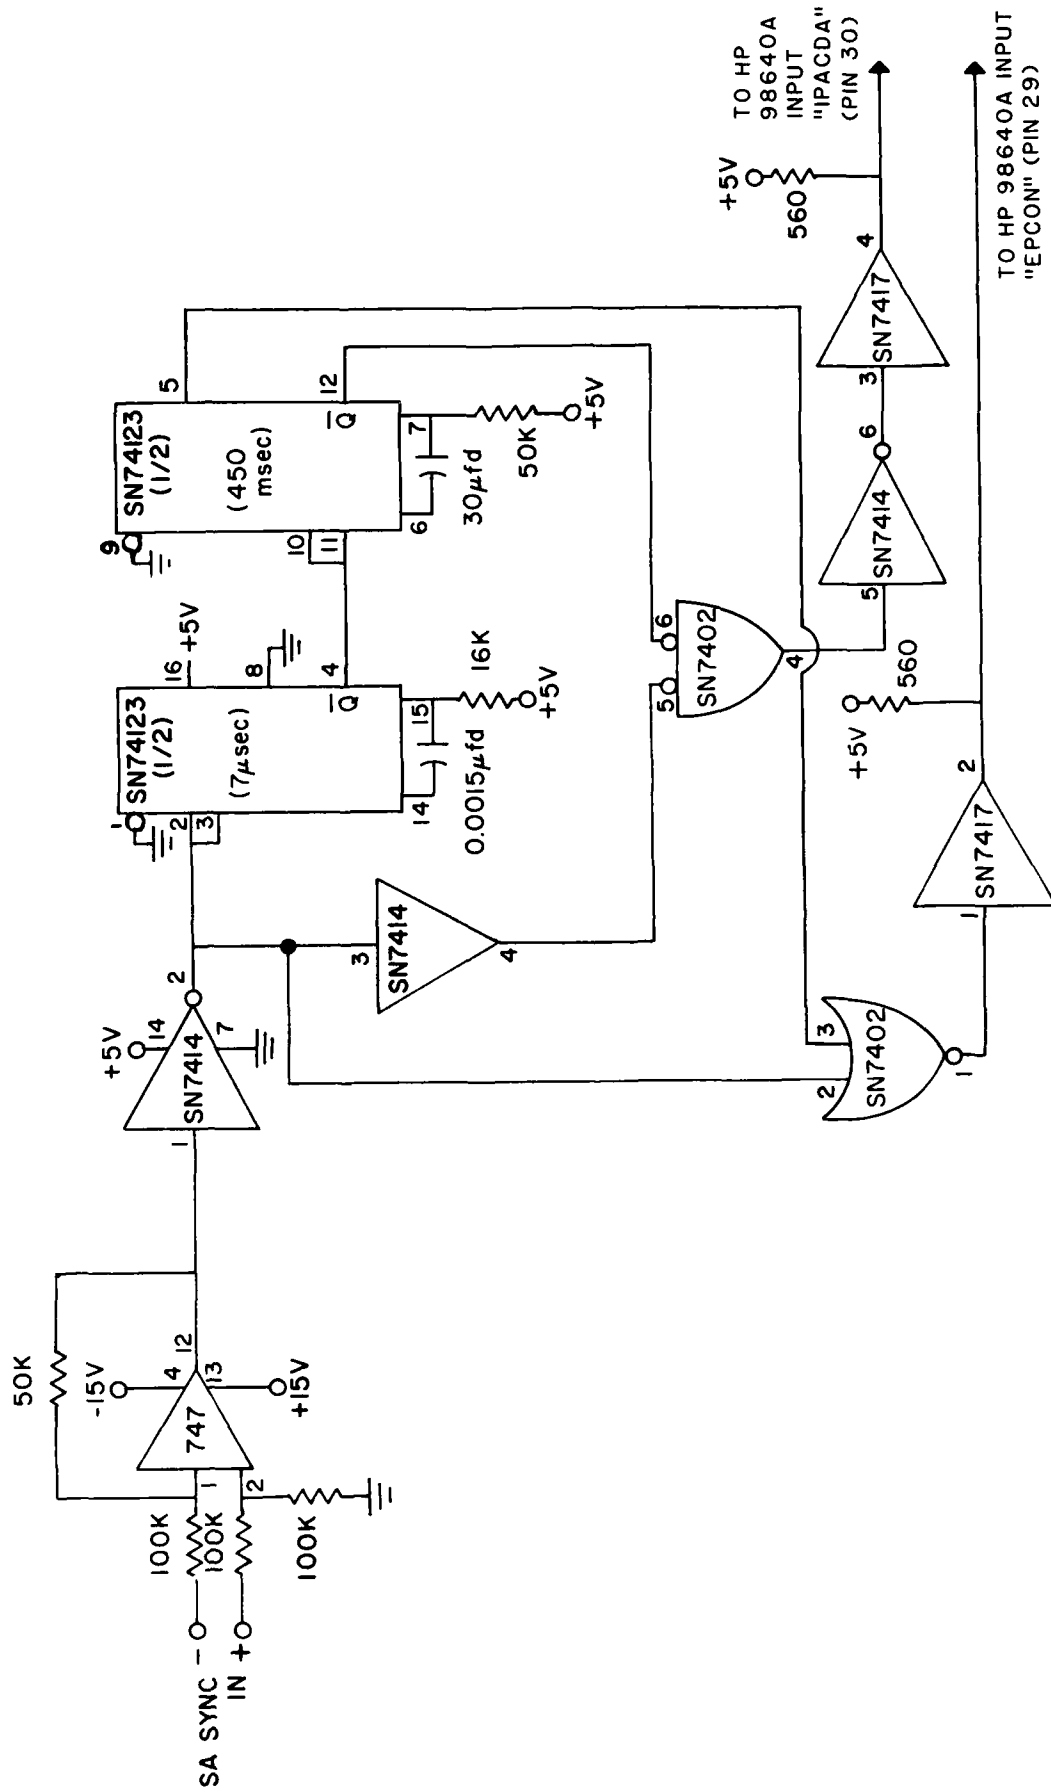 SA SYNC
IN
-
+
100K
100K
100K
50K
1
2
747
-15V
4
13
+15V
12
1
SN7414
+5V
14
7
2
3
SN7414
4
1
2
3
SN74123
(1/2)
(7μsec)
16
+5V
8
4
Q
14
15
0.0015μfd
16K
+5V
9
10
11
SN74123
(1/2)
(450
msec)
5
12
Q
6
7
30μfd
50K
+5V
5
6
SN7402
4
2
3
SN7402
1
5
SN7414
6
3
SN7417
4
+5V
560
TO HP
98640A
INPUT
"IPACDA"
(PIN 30)
1
SN7417
2
+5V
560
TO HP 98640A INPUT
"EPCON" (PIN 29)